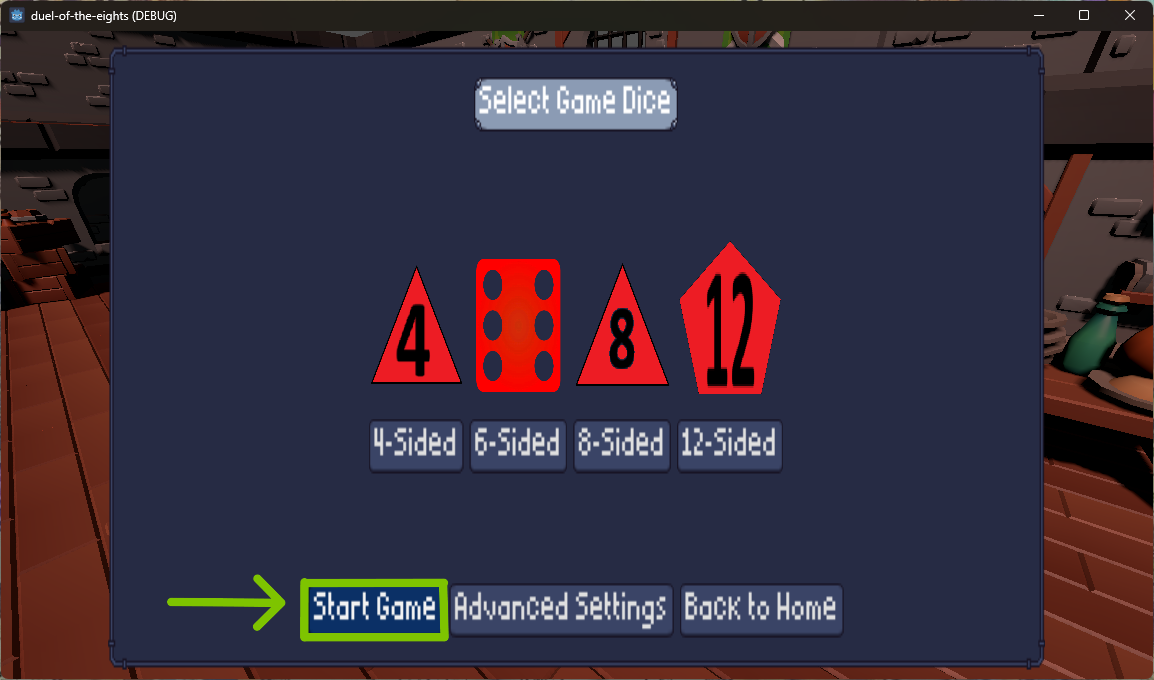 duel-of-the-eights (DEBUG)
Select Game Dice
4 8 12
4-Sided 6-Sided 8-Sided 12-Sided
Start Game Advanced Settings Back to Home